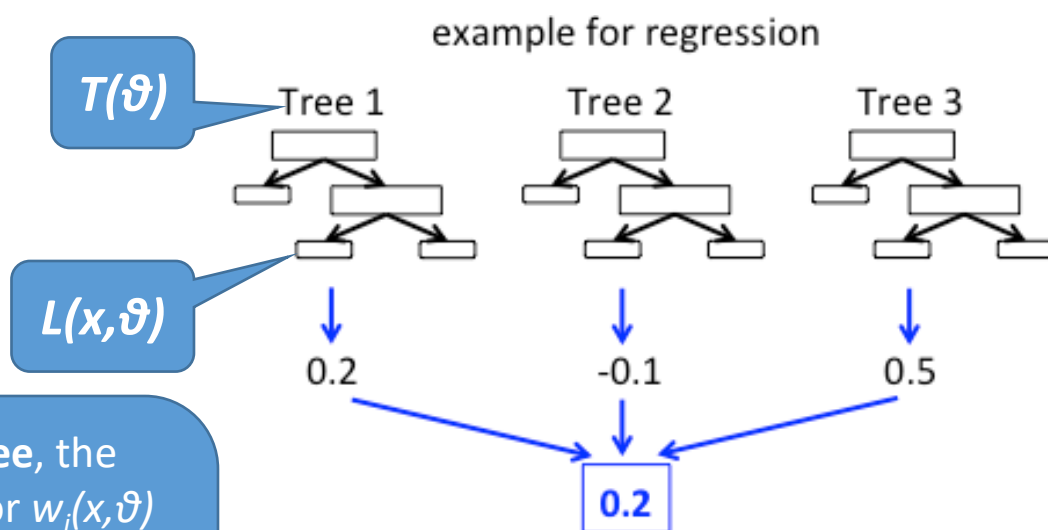 example for regression
T(ϑ)
Tree 1
Tree 2
Tree 3
L(x,ϑ)
0.2
-0.1
0.5
ee, the
or wᵢ(x,ϑ)
0.2